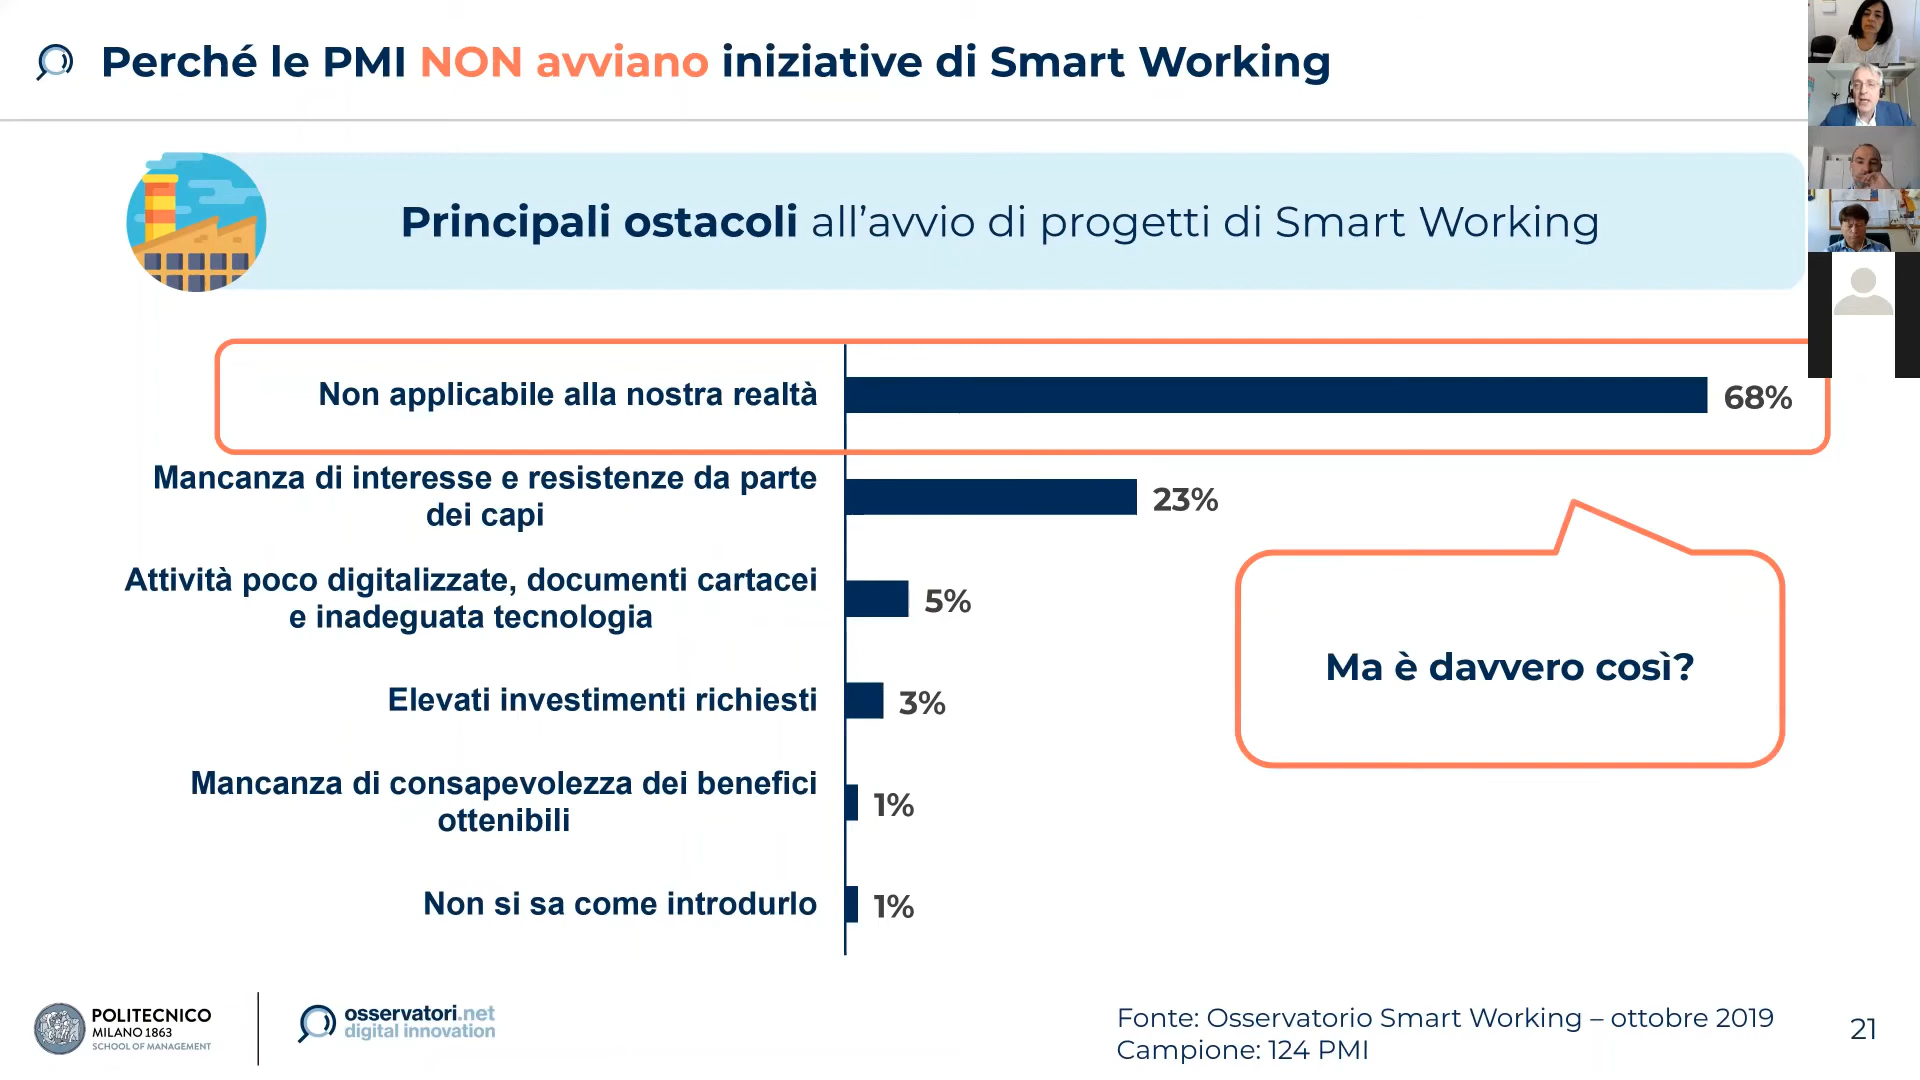 Perché le PMI NON avviano iniziative di Smart Working
Principali ostacoli all’avvio di progetti di Smart Working
Non applicabile alla nostra realtà
68%
Mancanza di interesse e resistenze da parte
dei capi
23%
Attività poco digitalizzate, documenti cartacei
e inadeguata tecnologia
5%
Elevati investimenti richiesti
3%
Mancanza di consapevolezza dei benefici
ottenibili
1%
Non si sa come introdurlo
1%
Ma è davvero così?
POLITECNICO
MILANO 1863
SCHOOL OF MANAGEMENT
osservatori.net
digital innovation
Fonte: Osservatorio Smart Working – ottobre 2019
Campione: 124 PMI
21